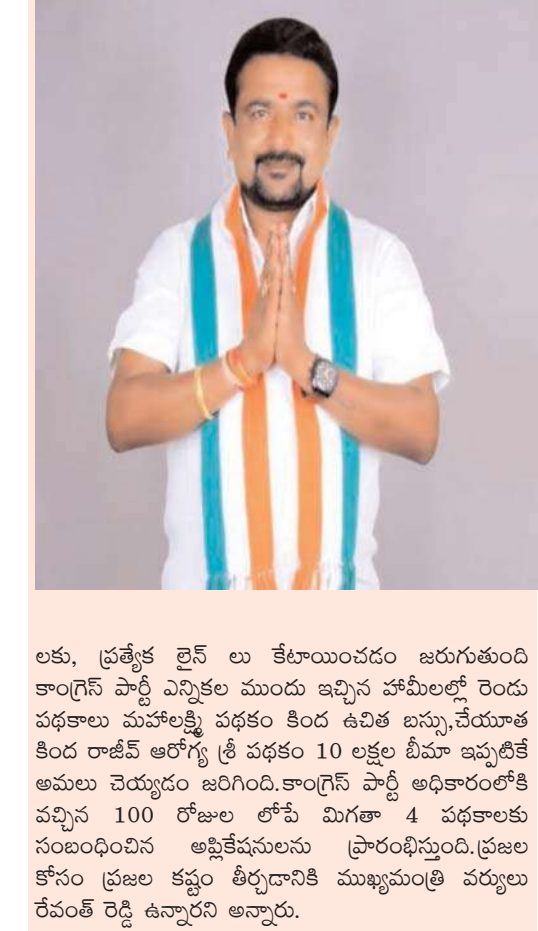 లకు, ప్రత్యేక లైన్ లు కేటాయించడం జరుగుతుంది
కాంగ్రెస్ పార్టీ ఎన్నికల ముందు ఇచ్చిన హామీలల్లో రెండు
పథకాలు మహాలక్ష్మి పథకం కింద ఉచిత బస్సు,చేయూత
కింద రాజీవ్ ఆరోగ్య శ్రీ పథకం 10 లక్షల బీమా ఇప్పటికే
అమలు చెయ్యడం జరిగింది.కాంగ్రెస్ పార్టీ అధికారంలోకి
వచ్చిన 100 రోజుల లోపే మిగతా 4 పథకాలకు
సంబంధించిన అప్లికేషనులను ప్రారంభిస్తుంది.ప్రజల
కోసం ప్రజల కష్టం తీర్చడానికి ముఖ్యమంత్రి వర్యులు
రేవంత్ రెడ్డి ఉన్నారని అన్నారు.